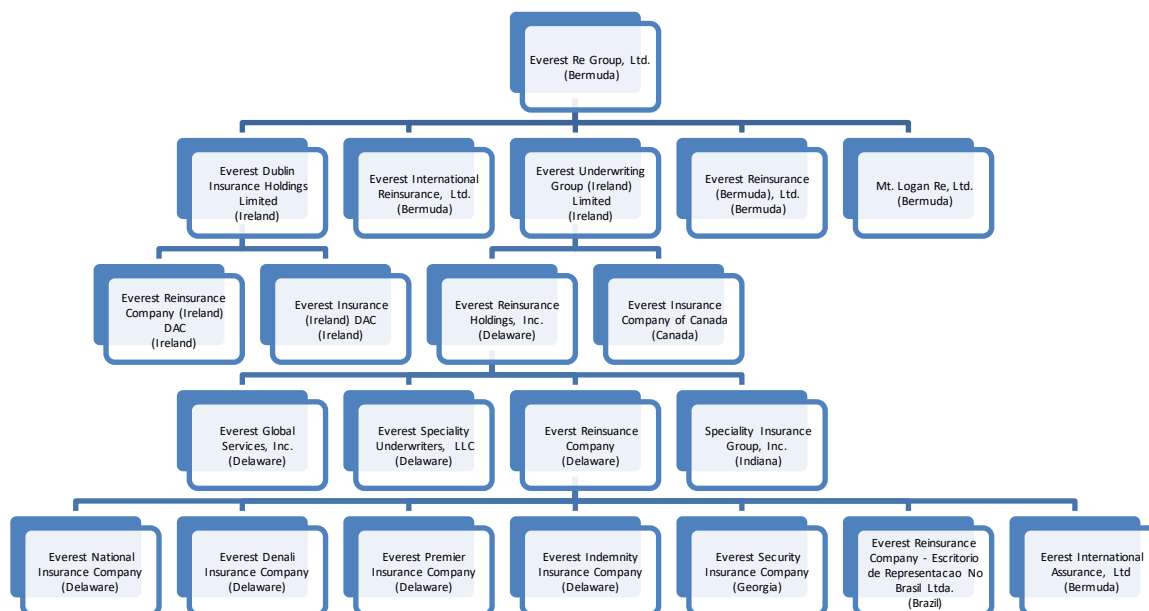 Everest Re Group, Ltd.
(Bermuda)
Everest Dublin
Insurance Holdings
Limited
(Ireland)
Everest International
Reinsurance, Ltd.
(Bermuda)
Everest Underwriting
Group (Ireland)
Limited
(Ireland)
Everest Reinsurance
(Bermuda), Ltd.
(Bermuda)
Mt. Logan Re, Ltd.
(Bermuda)
Everest Reinsurance
Company (Ireland)
DAC
(Ireland)
Everest Insurance
(Ireland) DAC
(Ireland)
Everest Reinsurance
Holdings, Inc.
(Delaware)
Everest Insurance
Company of Canada
(Canada)
Everest Global
Services, Inc.
(Delaware)
Everest Speciality
Underwriters, LLC
(Delaware)
Everst Reinsuance
Company
(Delaware)
Speciality Insurance
Group, Inc.
(Indiana)
Everest National
Insurance Company
(Delaware)
Everest Denali
Insurance Company
(Delaware)
Everest Premier
Insurance Company
(Delaware)
Everest Indemnity
Insurance Company
(Delaware)
Everest Security
Insurance Company
(Georgia)
Everest Reinsurance
Company - Escritorio
de Representacao No
Brasil Ltda.
(Brazil)
Eerest International
Assurance, Ltd
(Bermuda)